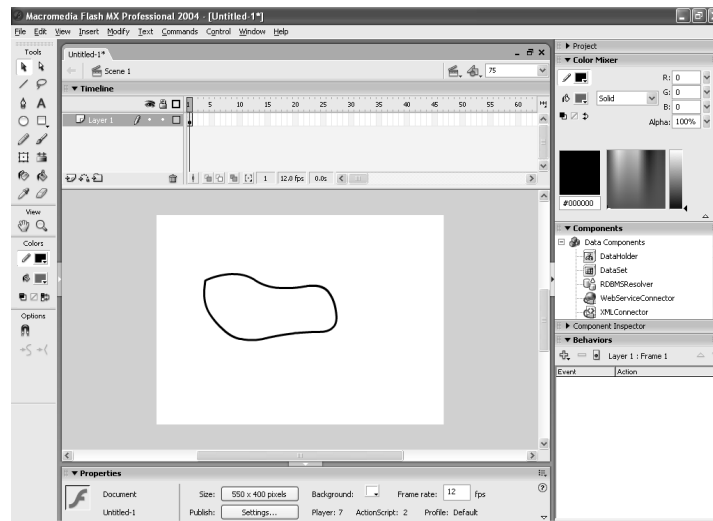 Macromedia Flash MX Professional 2004 - [Untitled-1*]
File Edit View Insert Modify Text Commands Control Window Help
Tools
View
Colors
Options
Untitled-1*
Scene 1
75
Timeline
1 5 10 15 20 25 30 35 40 45 50 55 60
Layer 1
1 12.0 fps 0.0s
Properties
Document
Untitled-1
Size: 550 x 400 pixels
Background:
Frame rate: 12 fps
Publish: Settings...
Player: 7 ActionScript: 2 Profile: Default
Project
Color Mixer
R: 0
G: 0
Solid
B: 0
Alpha: 100%
#000000
Components
Data Components
DataHolder
DataSet
RDBMSResolver
WebServiceConnector
XMLConnector
Component Inspector
Behaviors
Layer 1 : Frame 1
Event Action